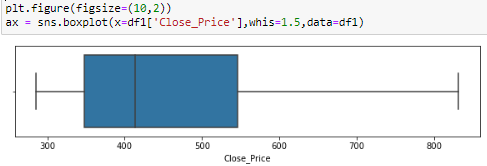 plt.figure(figsize=(10,2))
ax = sns.boxplot(x=df1['Close_Price'],whis=1.5,data=df1)
300 400 500 600 700 800
Close_Price